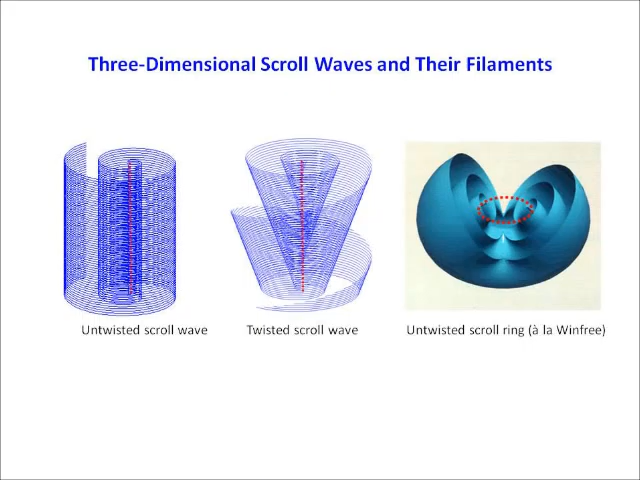 Three-Dimensional Scroll Waves and Their Filaments
Untwisted scroll wave
Twisted scroll wave
Untwisted scroll ring (à la Winfree)